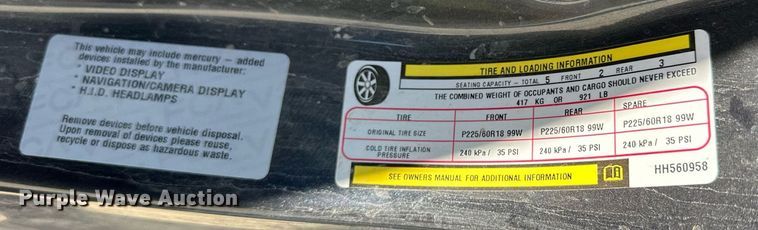 This vehicle may include mercury - added
devices installed by the manufacturer:
• VIDEO DISPLAY
• NAVIGATION/CAMERA DISPLAY
• H.I.D. HEADLAMPS
Remove devices before vehicle disposal.
Upon removal of devices please reuse,
recycle or dispose as hazardous waste.
TIRE AND LOADING INFORMATION
SEATING CAPACITY - TOTAL 5 FRONT 2 REAR 3
THE COMBINED WEIGHT OF OCCUPANTS AND CARGO SHOULD NEVER EXCEED
417 KG OR 921 LB
TIRE FRONT REAR SPARE
ORIGINAL TIRE SIZE P225/60R18 99W P225/60R18 99W P225/60R18 99W
COLD TIRE INFLATION PRESSURE 240 kPa / 35 PSI 240 kPa / 35 PSI 240 kPa / 35 PSI
SEE OWNERS MANUAL FOR ADDITIONAL INFORMATION
HH560958
Purple Wave Auction